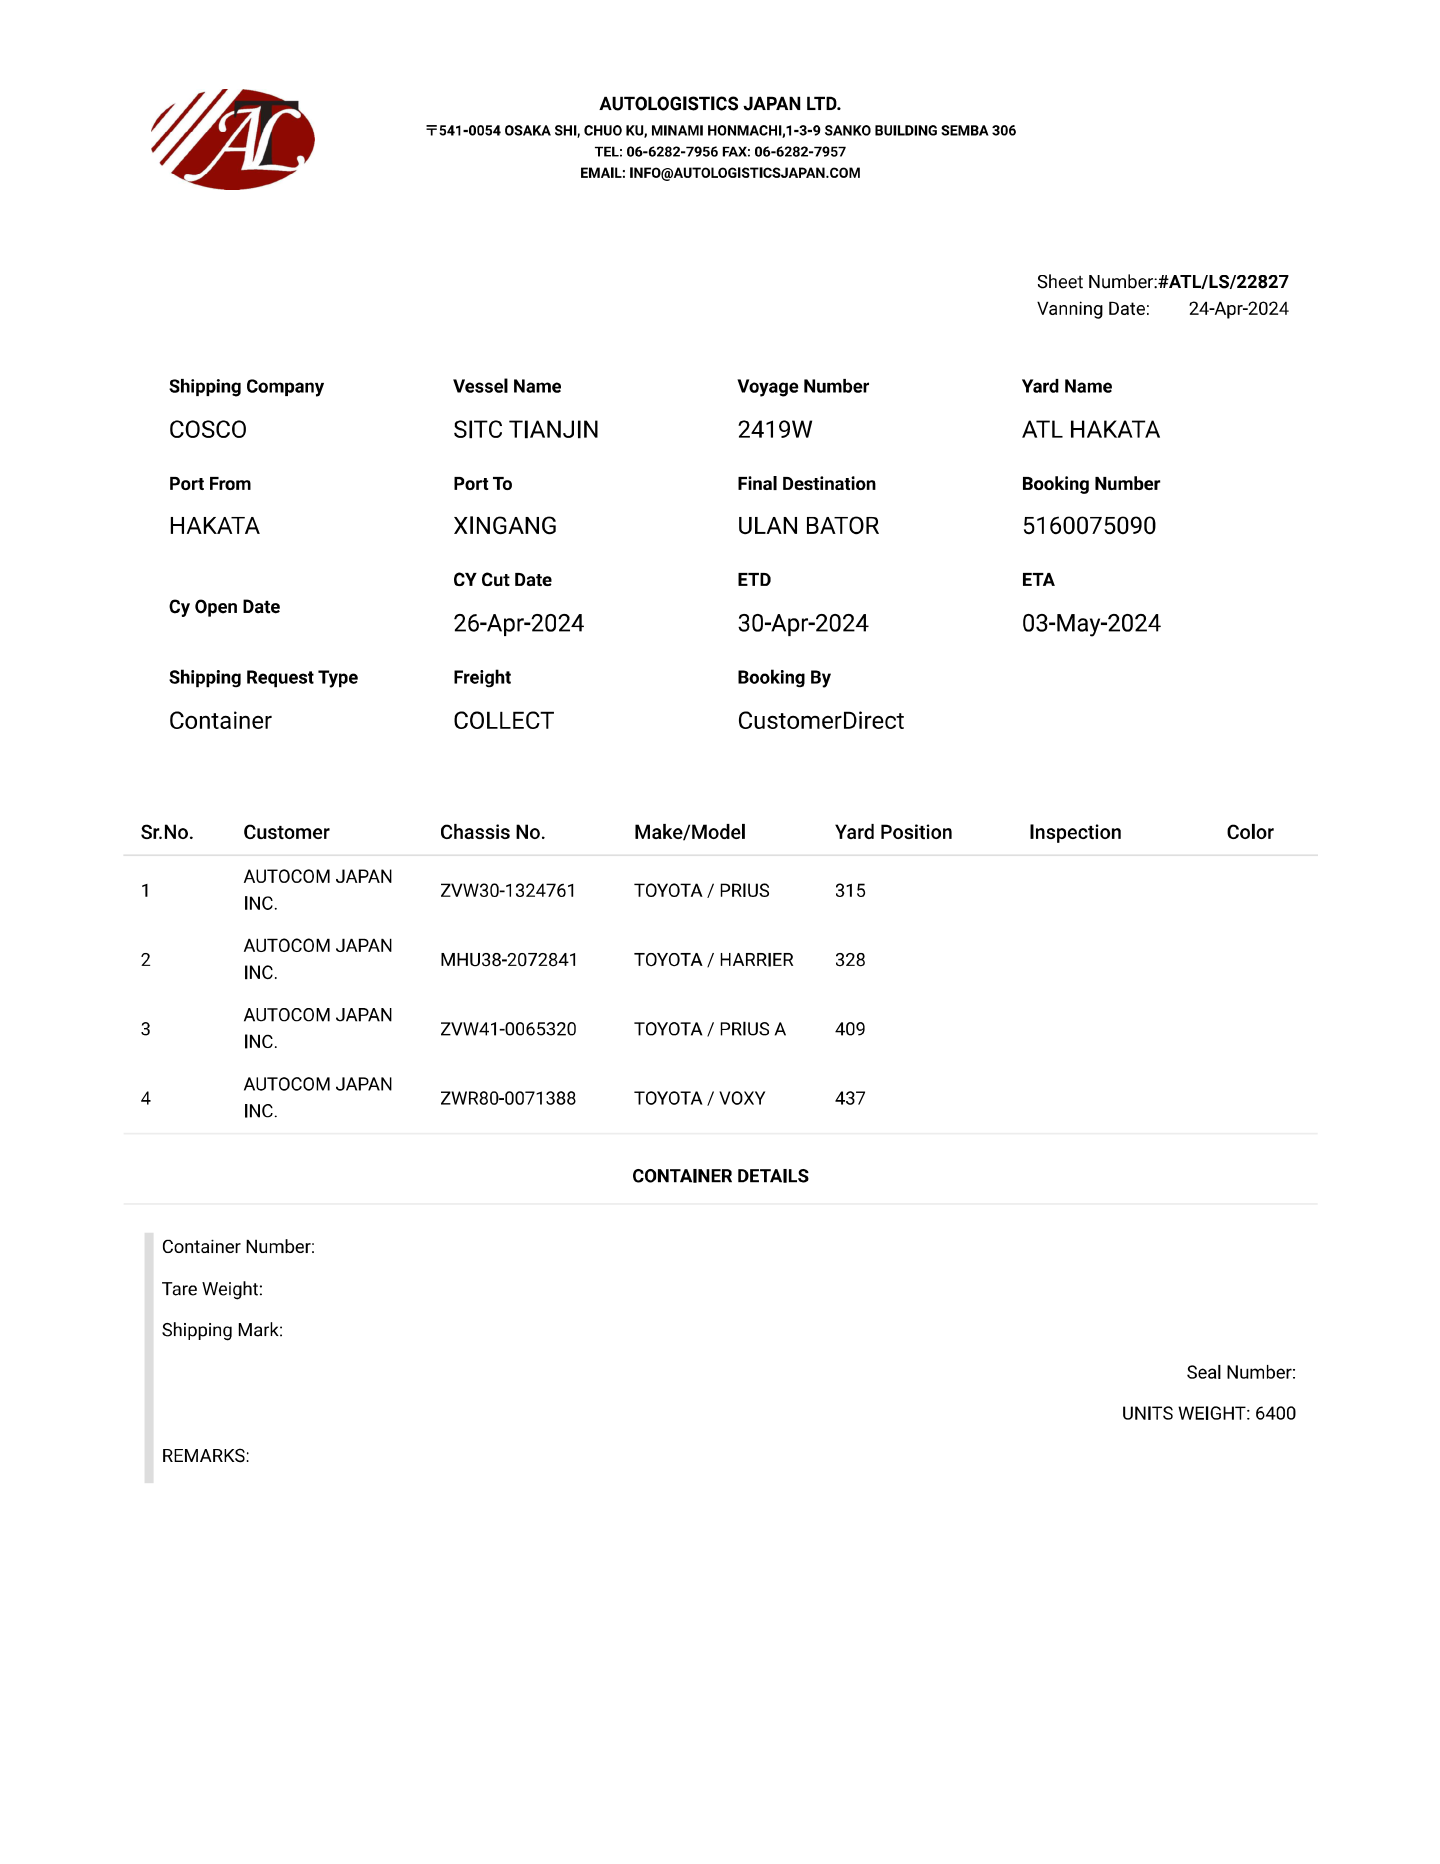 ATL
AUTOLOGISTICS JAPAN LTD.
〒541-0054 OSAKA SHI, CHUO KU, MINAMI HONMACHI,1-3-9 SANKO BUILDING SEMBA 306
TEL: 06-6282-7956 FAX: 06-6282-7957
EMAIL: INFO@AUTOLOGISTICSJAPAN.COM
Sheet Number:#ATL/LS/22827
Vanning Date: 24-Apr-2024
Shipping Company Vessel Name Voyage Number Yard Name
COSCO SITC TIANJIN 2419W ATL HAKATA
Port From Port To Final Destination Booking Number
HAKATA XINGANG ULAN BATOR 5160075090
Cy Open Date CY Cut Date ETD ETA
26-Apr-2024 30-Apr-2024 03-May-2024
Shipping Request Type Freight Booking By
Container COLLECT CustomerDirect
Sr.No. Customer Chassis No. Make/Model Yard Position Inspection Color
1 AUTOCOM JAPAN INC. ZVW30-1324761 TOYOTA / PRIUS 315
2 AUTOCOM JAPAN INC. MHU38-2072841 TOYOTA / HARRIER 328
3 AUTOCOM JAPAN INC. ZVW41-0065320 TOYOTA / PRIUS A 409
4 AUTOCOM JAPAN INC. ZWR80-0071388 TOYOTA / VOXY 437
CONTAINER DETAILS
Container Number:
Tare Weight:
Shipping Mark:
Seal Number:
UNITS WEIGHT: 6400
REMARKS: